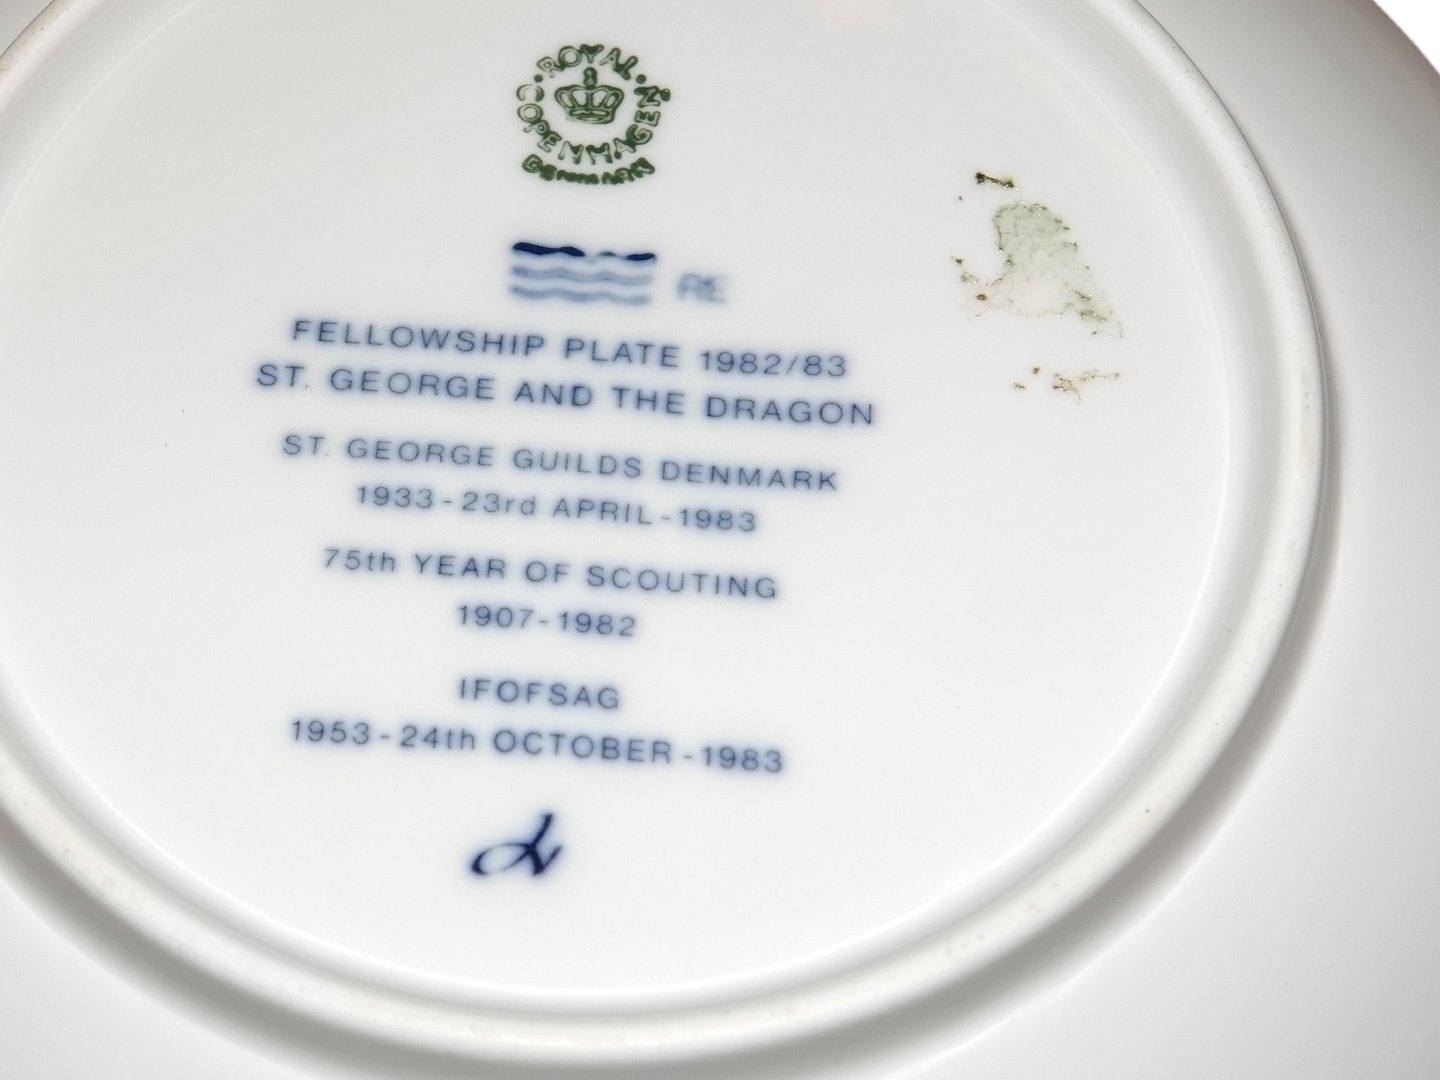 ROYAL
COPENHAGEN
DENMARK
RE
FELLOWSHIP PLATE 1982/83
ST. GEORGE AND THE DRAGON
ST. GEORGE GUILDS DENMARK
1933-23rd APRIL-1983
75th YEAR OF SCOUTING
1907-1982
IFOFSAG
1953-24th OCTOBER-1983